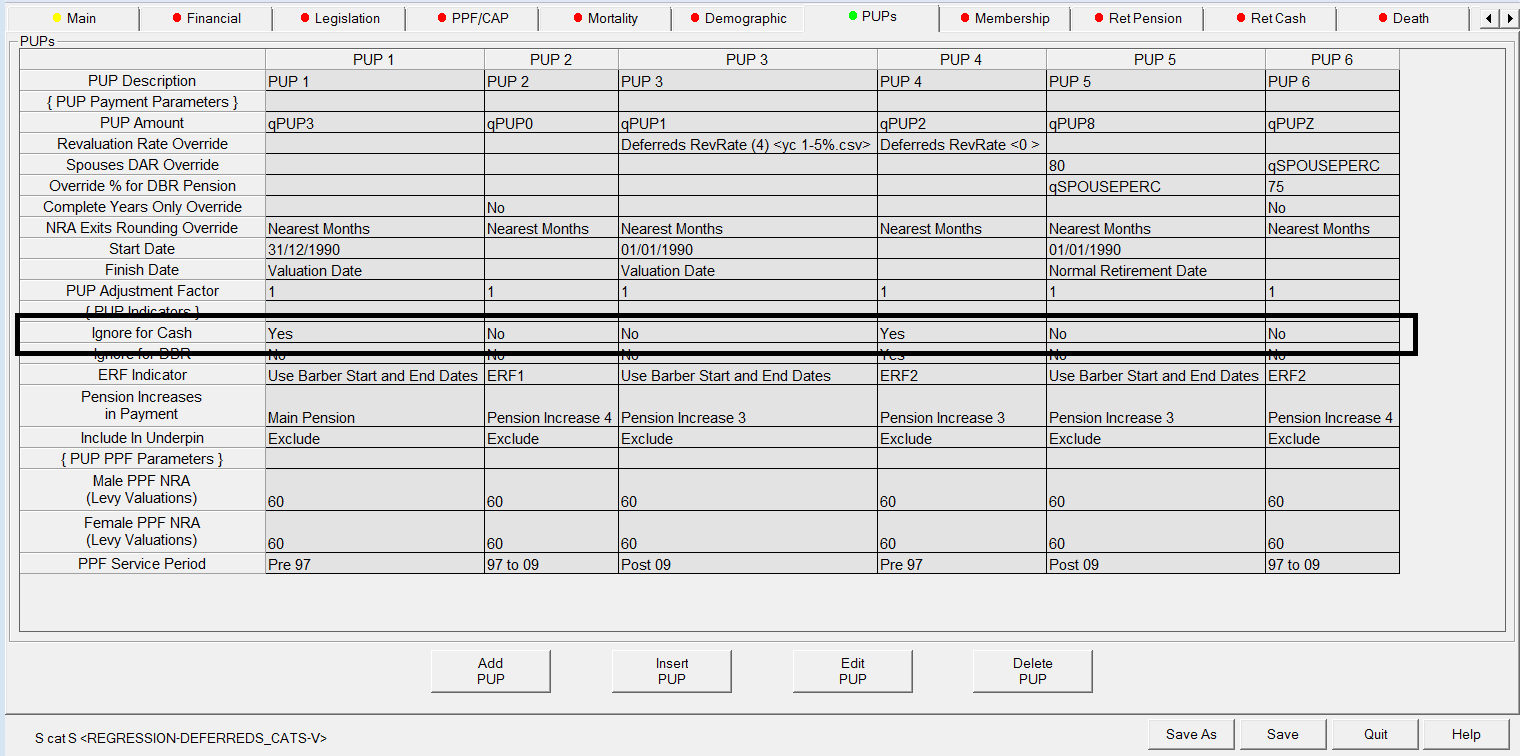 Main Financial Legislation PPF/CAP Mortality Demographic PUPs Membership Ret Pension Ret Cash Death
PUPs
PUP 1 PUP 2 PUP 3 PUP 4 PUP 5 PUP 6
PUP Description PUP 1 PUP 2 PUP 3 PUP 4 PUP 5 PUP 6
{ PUP Payment Parameters }
PUP Amount qPUP3 qPUP0 qPUP1 qPUP2 qPUP8 qPUPZ
Revaluation Rate Override Deferreds RevRate (4) <yc 1-5%.csv> Deferreds RevRate <0 >
Spouses DAR Override 80 qSPOUSEPERC
Override % for DBR Pension qSPOUSEPERC 75
Complete Years Only Override No No
NRA Exits Rounding Override Nearest Months Nearest Months Nearest Months Nearest Months Nearest Months Nearest Months
Start Date 31/12/1990 01/01/1990 01/01/1990
Finish Date Valuation Date Valuation Date Normal Retirement Date
PUP Adjustment Factor 1 1 1 1 1 1
{ PUP Indicators }
Ignore for Cash Yes No No Yes No No
Ignore for DBR No No No Yes No No
ERF Indicator Use Barber Start and End Dates ERF1 Use Barber Start and End Dates ERF2 Use Barber Start and End Dates ERF2
Pension Increases
in Payment Main Pension Pension Increase 4 Pension Increase 3 Pension Increase 3 Pension Increase 3 Pension Increase 4
Include In Underpin Exclude Exclude Exclude Exclude Exclude Exclude
{ PUP PPF Parameters }
Male PPF NRA
(Levy Valuations) 60 60 60 60 60 60
Female PPF NRA
(Levy Valuations) 60 60 60 60 60 60
PPF Service Period Pre 97 97 to 09 Post 09 Pre 97 Post 09 97 to 09
Add Insert Edit Delete
PUP PUP PUP PUP
S cat S <REGRESSION-DEFERREDS_CATS-V> Save As Save Quit Help